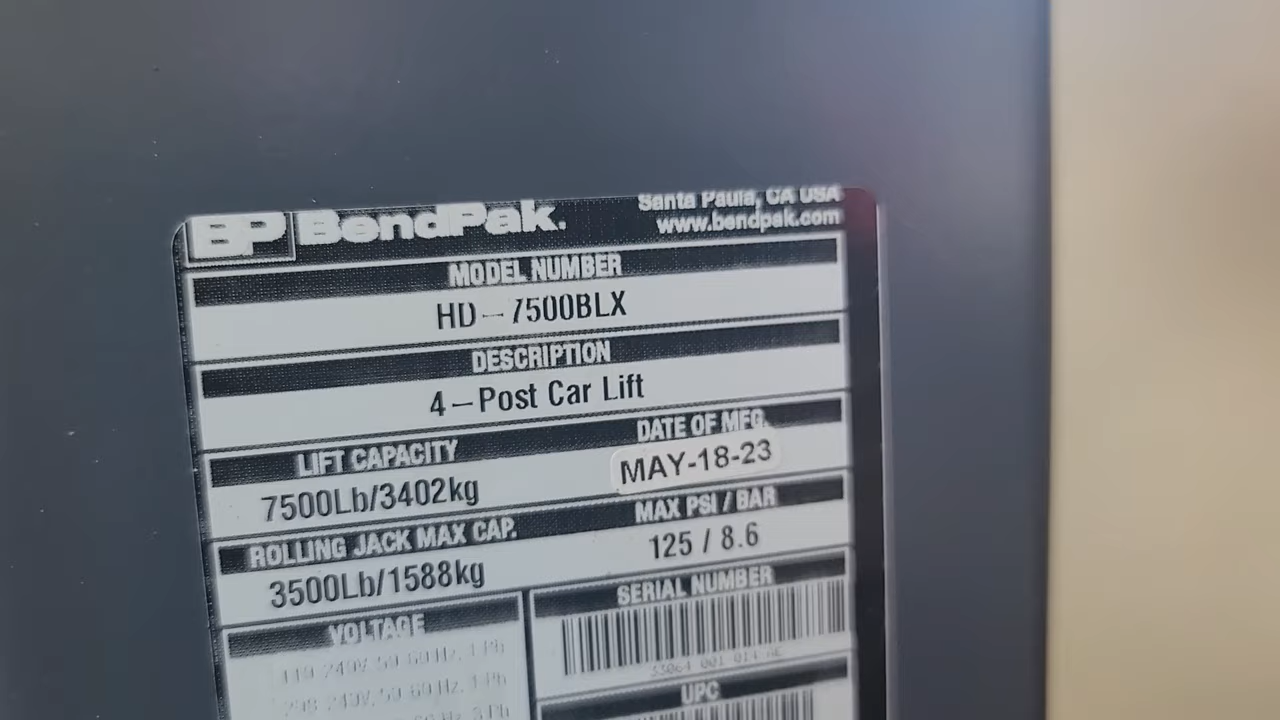 BP BendPak.
Santa Paula, CA USA
www.bendpak.com
MODEL NUMBER
HD-7500BLX
DESCRIPTION
4-Post Car Lift
LIFT CAPACITY
7500Lb/3402kg
DATE OF MFG.
MAY-18-23
ROLLING JACK MAX CAP.
3500Lb/1588kg
MAX PSI / BAR
125 / 8.6
VOLTAGE
SERIAL NUMBER
UPC